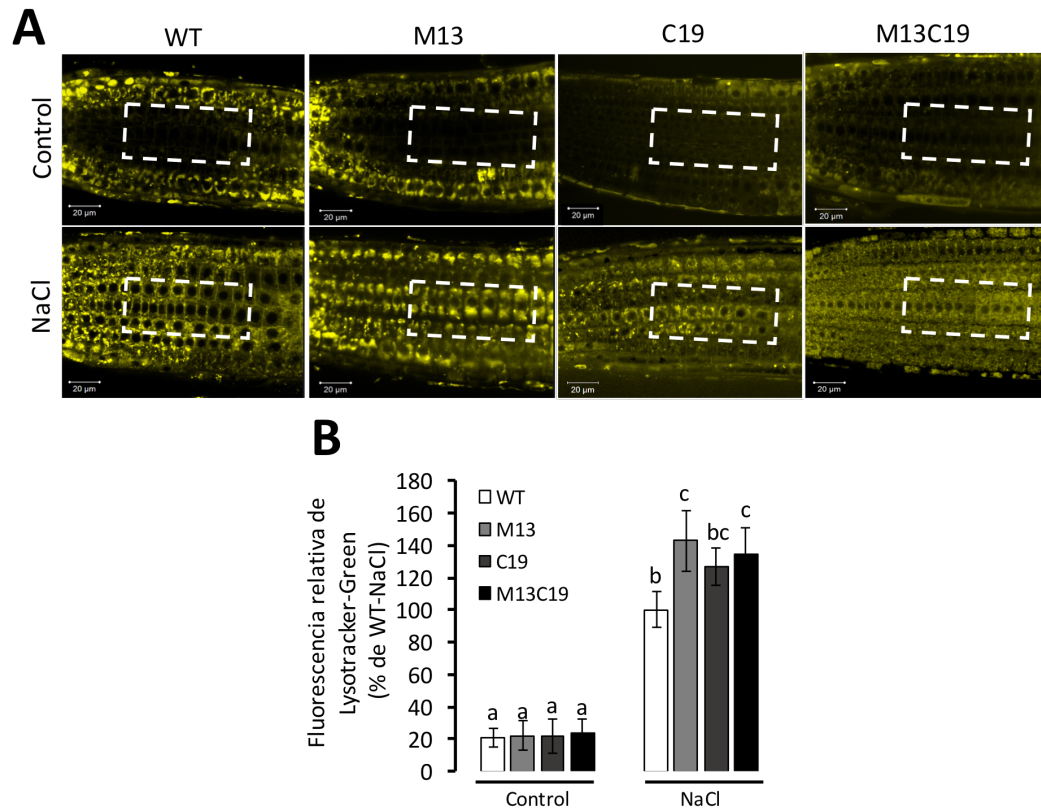 A
WT
M13
C19
M13C19
Control
20 µm
20 µm
20 µm
20 µm
NaCl
20 µm
20 µm
20 µm
20 µm
B
Fluorescencia relativa de
Lysotracker-Green
(% de WT-NaCl)
180
160
140
120
100
80
60
40
20
0
WT
M13
C19
M13C19
a
a
a
a
b
c
bc
c
Control
NaCl